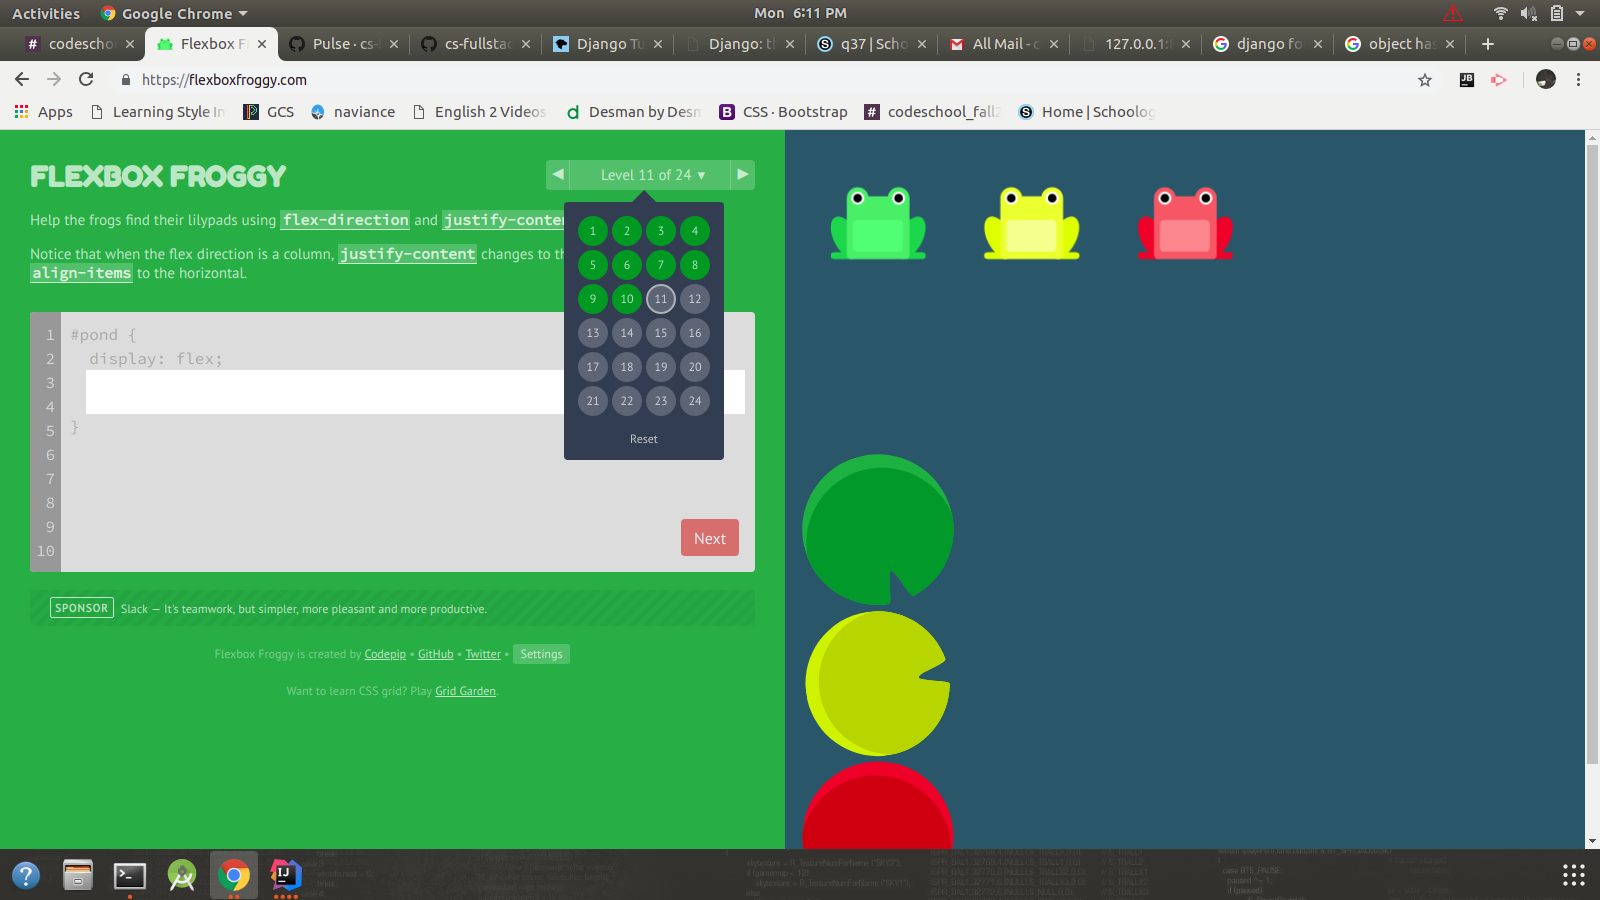 Activities
Google Chrome
Mon 6:11 PM
codescho
Flexbox F
Pulse · cs-
cs-fullsta
Django Tu
Django: t
q37 | Scho
All Mail - c
127.0.0.1:
django fo
object has
https://flexboxfroggy.com
Apps
Learning Style In
GCS
naviance
English 2 Videos
Desman by Desm
CSS · Bootstrap
codeschool_fall
Home | Schoolog
FLEXBOX FROGGY
Level 11 of 24 ▼
Help the frogs find their lilypads using flex-direction and justify-conte
Notice that when the flex direction is a column, justify-content changes to th
align-items to the horizontal.
1 2 3 4
5 6 7 8
9 10 11 12
13 14 15 16
17 18 19 20
21 22 23 24
Reset
1 #pond {
2 display: flex;
3
4
5 }
6
7
8
9
10
Next
SPONSOR Slack — It's teamwork, but simpler, more pleasant and more productive.
Flexbox Froggy is created by Codepip • GitHub • Twitter • Settings
Want to learn CSS grid? Play Grid Garden.